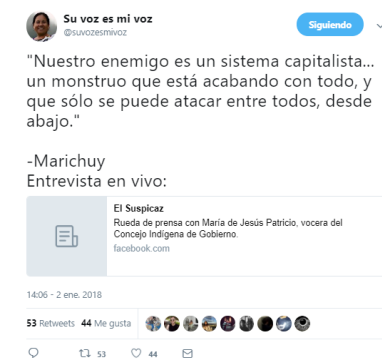 Su voz es mi voz
@suvozesmivoz
Siguiendo
"Nuestro enemigo es un sistema capitalista...
un monstruo que está acabando con todo, y
que sólo se puede atacar entre todos, desde
abajo."
-Marichuy
Entrevista en vivo:
El Suspicaz
Rueda de prensa con María de Jesús Patricio, vocera del
Concejo Indígena de Gobierno.
facebook.com
14:06 - 2 ene. 2018
53 Retweets 44 Me gusta
53 44